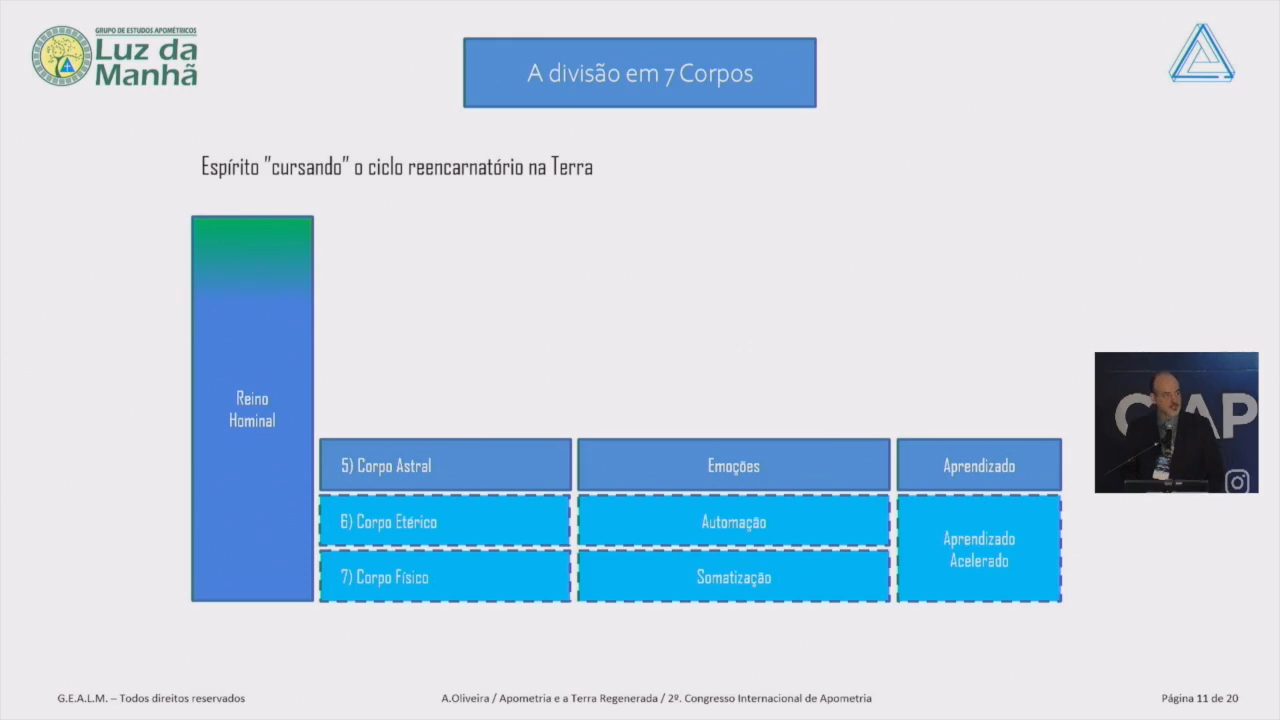 GRUPO DE ESTUDOS APOMÉTRICOS
Luz da
Manhã
A divisão em 7 Corpos
Espírito "cursando" o ciclo reencarnatório na Terra
Reino
Hominal
5) Corpo Astral
Emoções
Aprendizado
6) Corpo Etérico
Automação
Aprendizado
Acelerado
7) Corpo Físico
Somatização
G.E.A.L.M. – Todos direitos reservados
A.Oliveira / Apometria e a Terra Regenerada / 2º. Congresso Internacional de Apometria
Página 11 de 20